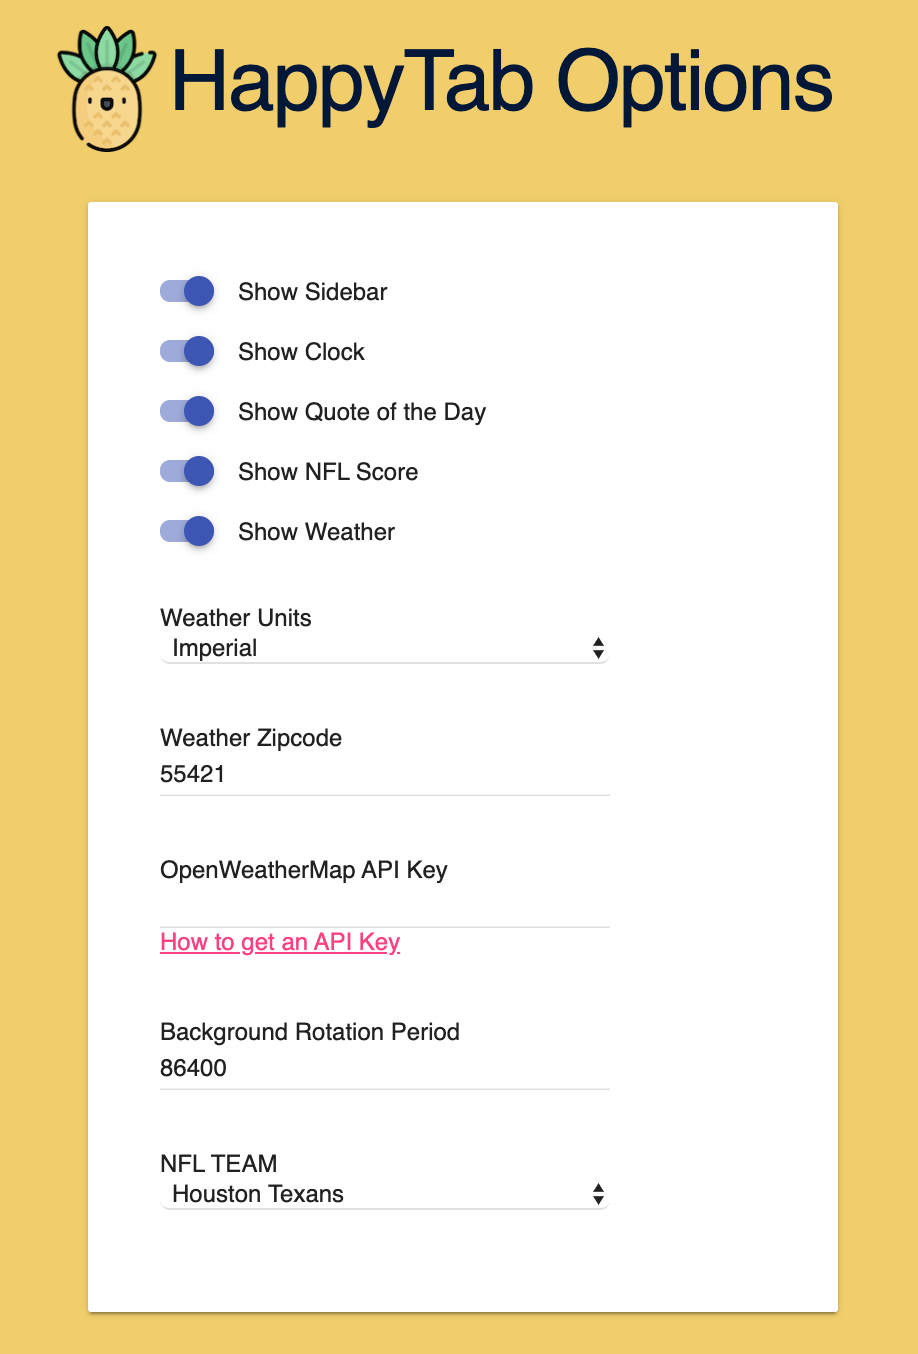 HappyTab Options
Show Sidebar
Show Clock
Show Quote of the Day
Show NFL Score
Show Weather
Weather Units
Imperial
Weather Zipcode
55421
OpenWeatherMap API Key
How to get an API Key
Background Rotation Period
86400
NFL TEAM
Houston Texans